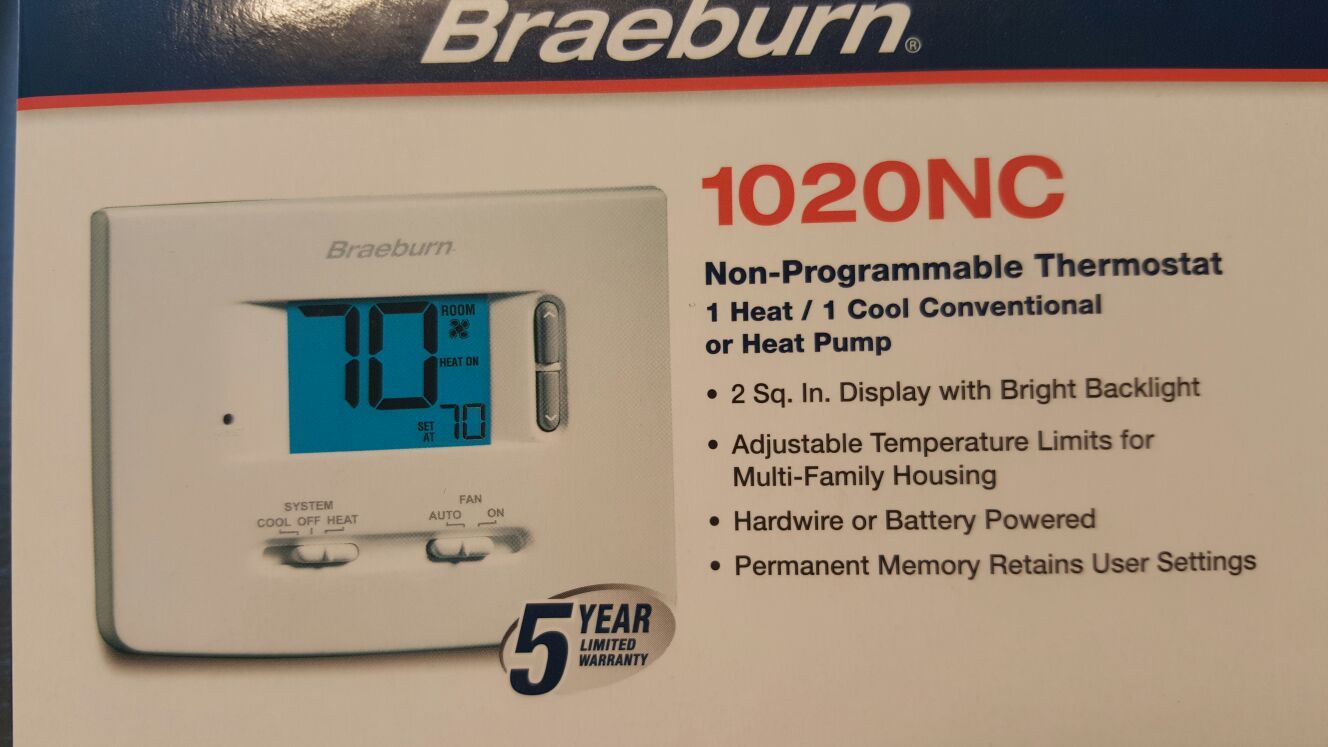 Braeburn®
1020NC
Non-Programmable Thermostat
1 Heat / 1 Cool Conventional
or Heat Pump
• 2 Sq. In. Display with Bright Backlight
• Adjustable Temperature Limits for
Multi-Family Housing
• Hardwire or Battery Powered
• Permanent Memory Retains User Settings
Braeburn
70 ROOM
HEAT ON
SET
AT 70
SYSTEM
COOL OFF HEAT
FAN
AUTO ON
5 YEAR
LIMITED
WARRANTY